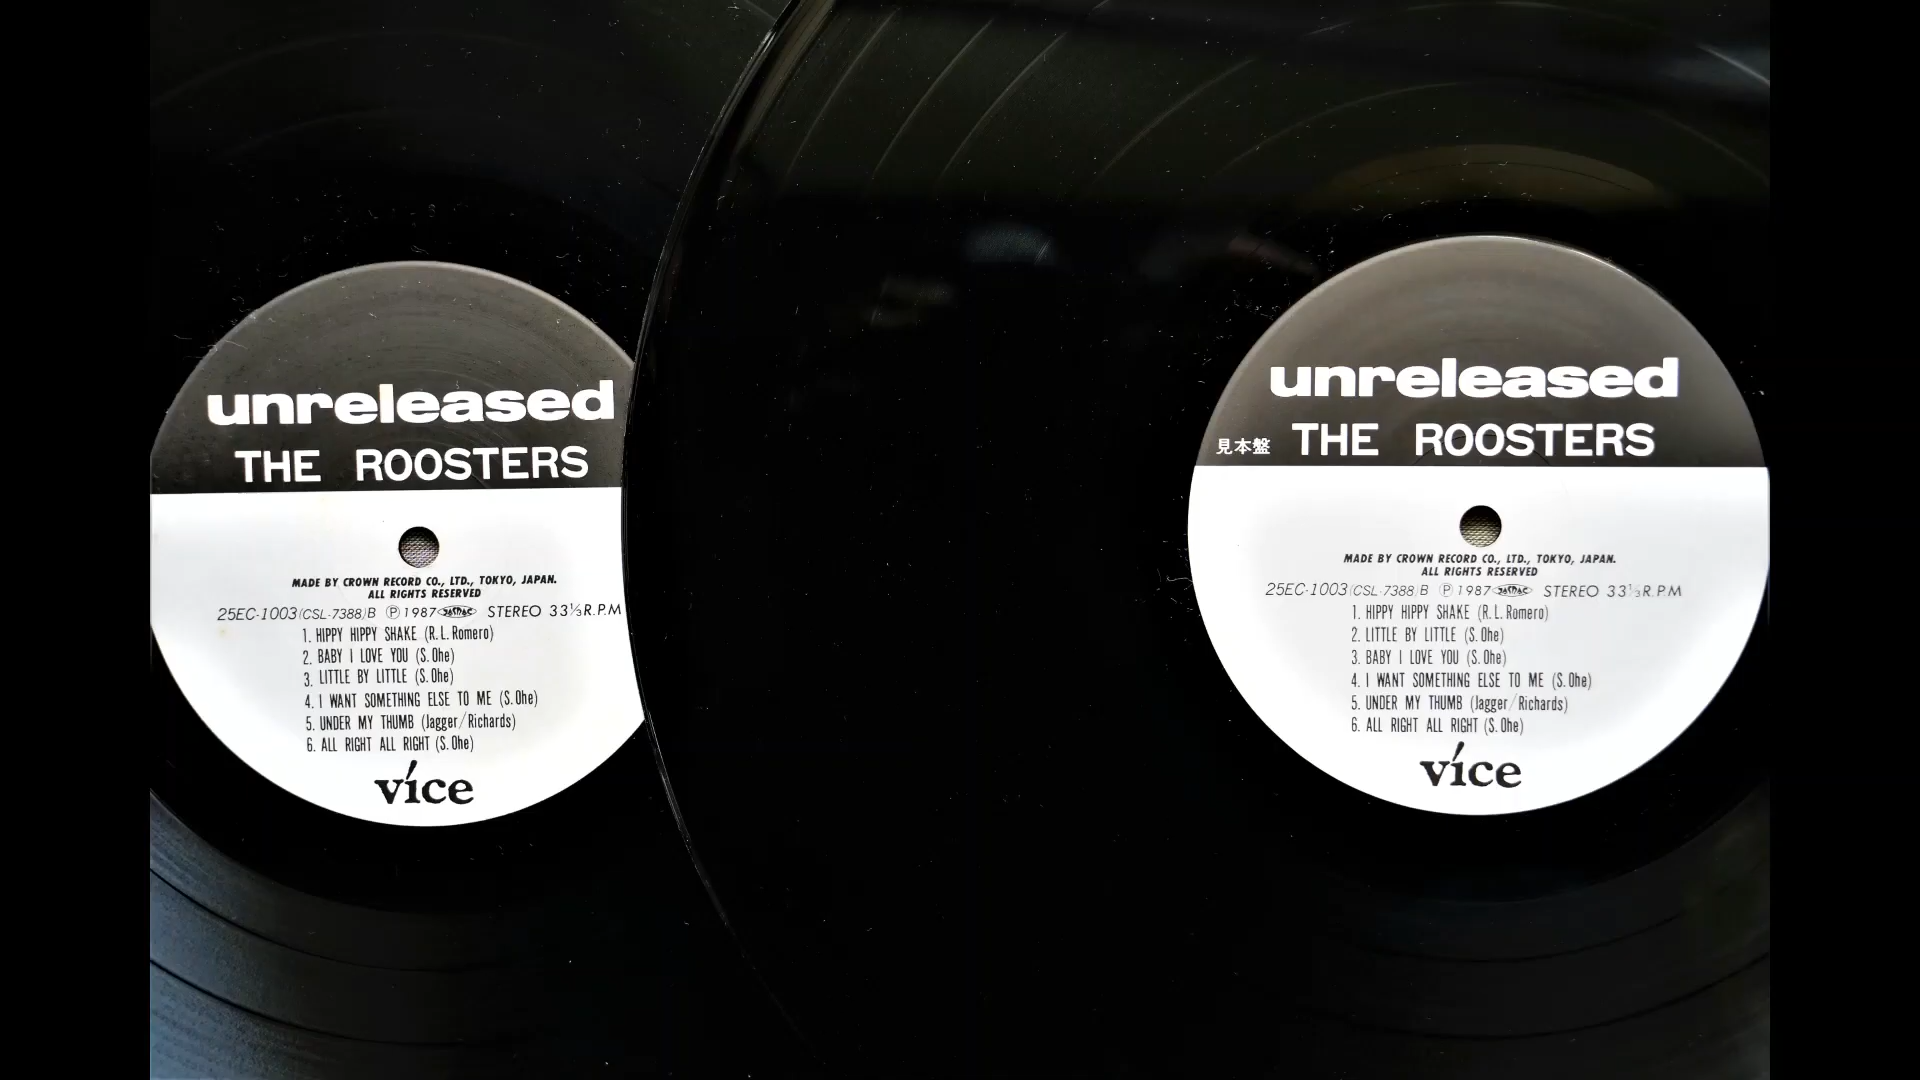 unreleased
THE ROOSTERS
MADE BY CROWN RECORD CO., LTD., TOKYO, JAPAN.
ALL RIGHTS RESERVED
25EC-1003(CSL-7388)B Ⓟ1987 JASRAC STEREO 33⅓R.P.M
1. HIPPY HIPPY SHAKE (R.L.Romero)
2. BABY I LOVE YOU (S.Ohe)
3. LITTLE BY LITTLE (S.Ohe)
4. I WANT SOMETHING ELSE TO ME (S.Ohe)
5. UNDER MY THUMB (Jagger/Richards)
6. ALL RIGHT ALL RIGHT (S.Ohe)
vice
unreleased
見本盤 THE ROOSTERS
MADE BY CROWN RECORD CO., LTD., TOKYO, JAPAN.
ALL RIGHTS RESERVED
25EC-1003(CSL-7388)B Ⓟ1987 JASRAC STEREO 33⅓R.P.M
1. HIPPY HIPPY SHAKE (R.L.Romero)
2. LITTLE BY LITTLE (S.Ohe)
3. BABY I LOVE YOU (S.Ohe)
4. I WANT SOMETHING ELSE TO ME (S.Ohe)
5. UNDER MY THUMB (Jagger/Richards)
6. ALL RIGHT ALL RIGHT (S.Ohe)
vice